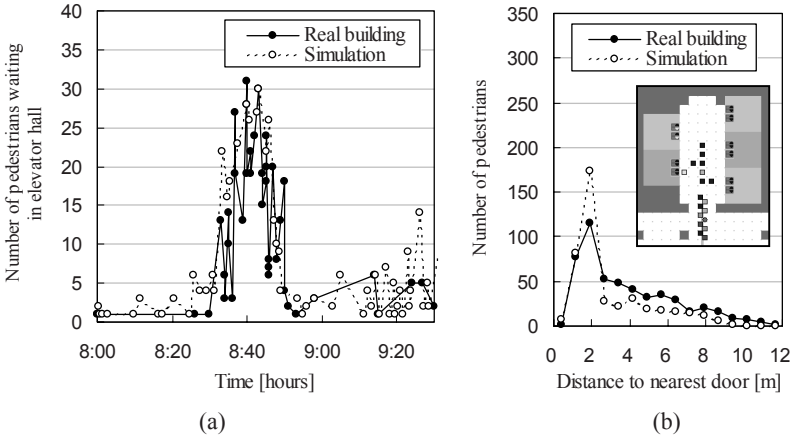 (a)
40
35
30
25
20
15
10
5
0
Number of pedestrians waiting
in elevator hall
Real building
Simulation
8:00
8:20
8:40
9:00
9:20
Time [hours]
(a)
(b)
350
300
250
200
150
100
50
0
Number of pedestrians
Real building
Simulation
0
2
4
6
8
10
12
Distance to nearest door [m]
(b)